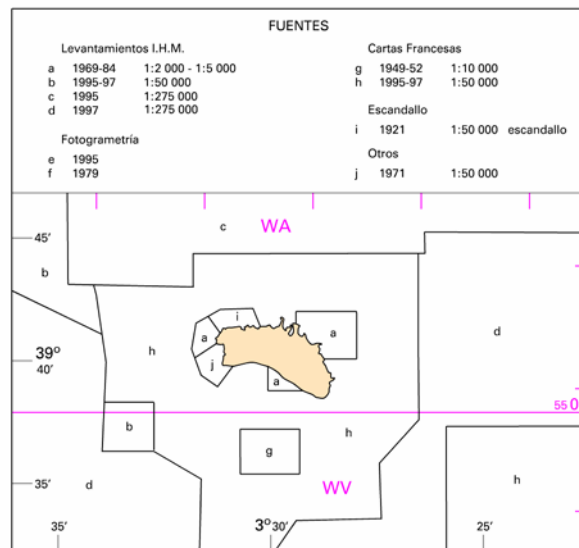 FUENTES
Levantamientos I.H.M.
a 1969-84 1:2 000 - 1:5 000
b 1995-97 1:50 000
c 1995 1:275 000
d 1997 1:275 000
Fotogrametría
e 1995
f 1979
Cartas Francesas
g 1949-52 1:10 000
h 1995-97 1:50 000
Escandallo
i 1921 1:50 000 escandallo
Otros
j 1971 1:50 000
c WA
45'
b
i
a
a
d
39°
40'
h
j
a
55 0
b
h
g
35'
d
WV
h
35'
3° 30'
25'